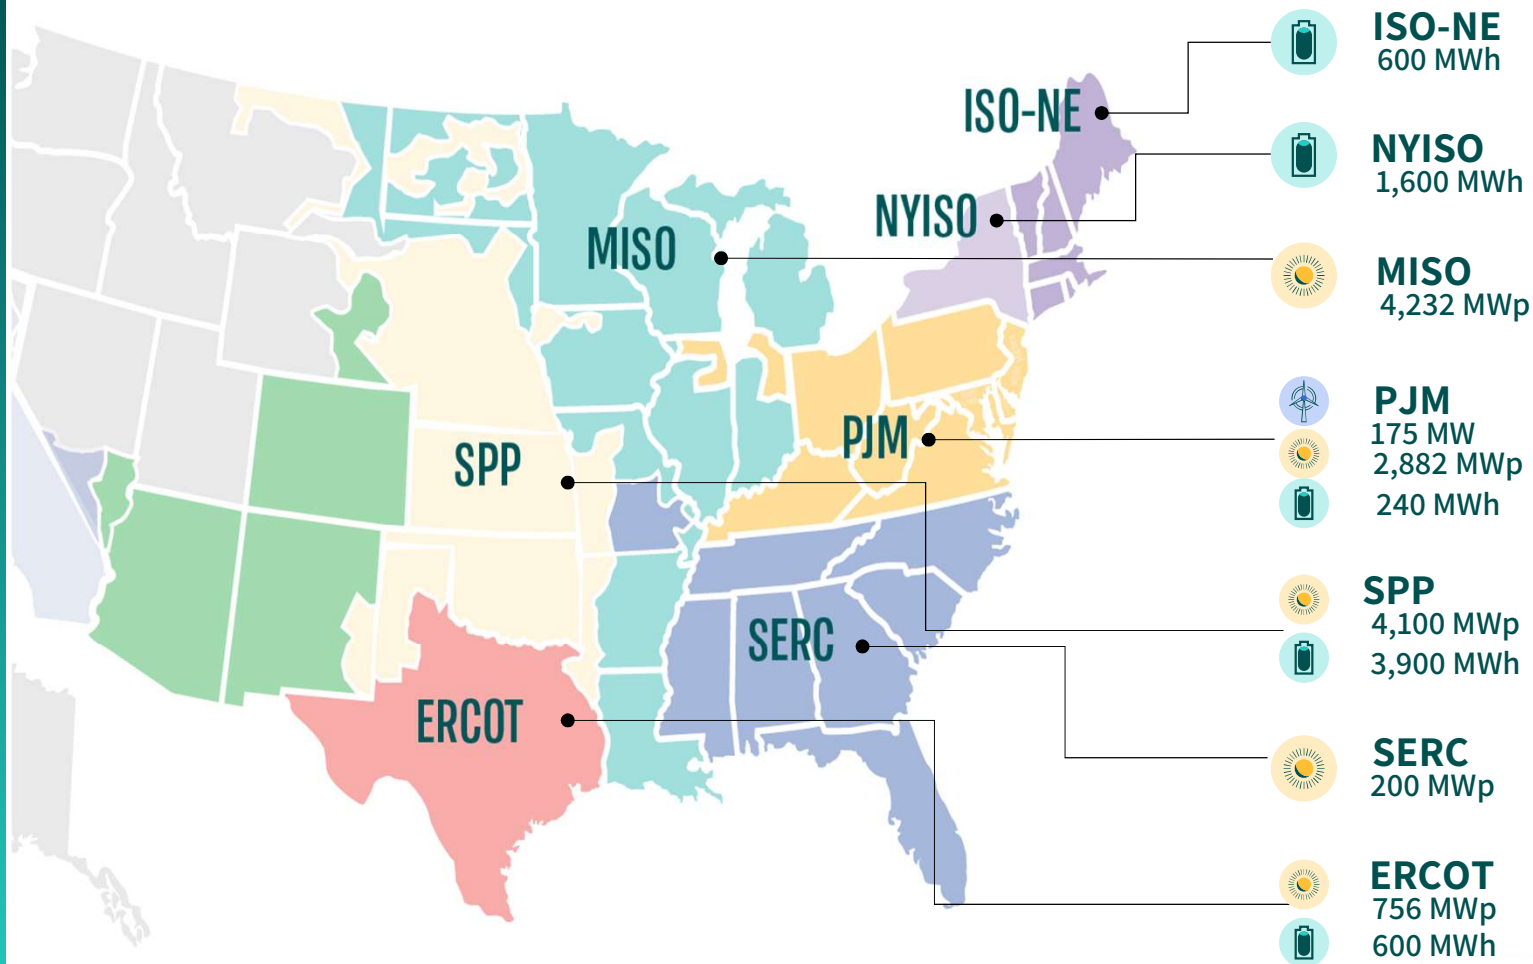 ISO-NE
600 MWh
ISO-NE
NYISO
1,600 MWh
NYISO
MISO
MISO
4,232 MWp
PJM
175 MW
2,882 MWp
240 MWh
PJM
SPP
SPP
4,100 MWp
3,900 MWh
SERC
SERC
200 MWp
ERCOT
ERCOT
756 MWp
600 MWh